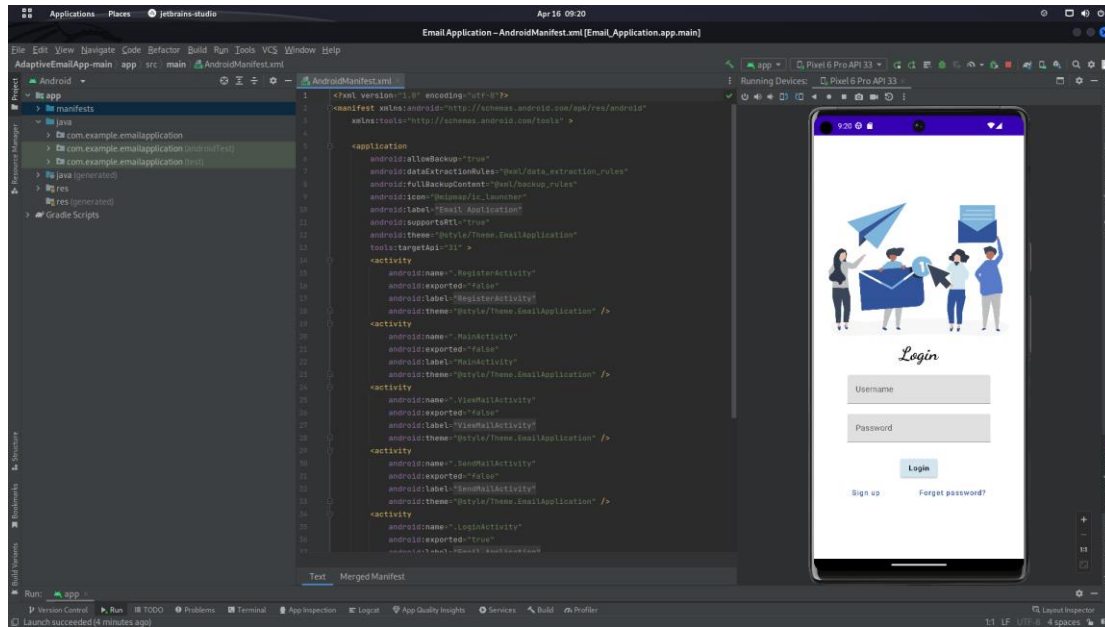 Applications Places jetbrains-studio
Apr 16 09:20
Email Application – AndroidManifest.xml [Email_Application.app.main]
File Edit View Navigate Code Refactor Build Run Tools VCS Window Help
AdaptiveEmailApp-main app src main AndroidManifest.xml
app Pixel 6 Pro API 33
Android
AndroidManifest.xml
Running Devices: Pixel 6 Pro API 33
app
manifests
java
com.example.emailapplication
com.example.emailapplication (androidTest)
com.example.emailapplication (test)
java (generated)
res
res (generated)
Gradle Scripts
Project
Resource Manager
Structure
Bookmarks
Build Variants
1 <?xml version="1.0" encoding="utf-8"?>
2 <manifest xmlns:android="http://schemas.android.com/apk/res/android"
3 xmlns:tools="http://schemas.android.com/tools" >
4
5 <application
6 android:allowBackup="true"
7 android:dataExtractionRules="@xml/data_extraction_rules"
8 android:fullBackupContent="@xml/backup_rules"
9 android:icon="@mipmap/ic_launcher"
10 android:label="Email Application"
11 android:supportsRtl="true"
12 android:theme="@style/Theme.EmailApplication"
13 tools:targetApi="31" >
14 <activity
15 android:name=".RegisterActivity"
16 android:exported="false"
17 android:label="RegisterActivity"
18 android:theme="@style/Theme.EmailApplication" />
19 <activity
20 android:name=".MainActivity"
21 android:exported="false"
22 android:label="MainActivity"
23 android:theme="@style/Theme.EmailApplication" />
24 <activity
25 android:name=".ViewMailActivity"
26 android:exported="false"
27 android:label="ViewMailActivity"
28 android:theme="@style/Theme.EmailApplication" />
29 <activity
30 android:name=".SendMailActivity"
31 android:exported="false"
32 android:label="SendMailActivity"
33 android:theme="@style/Theme.EmailApplication" />
34 <activity
35 android:name=".LoginActivity"
36 android:exported="true"
37 android:label="Email Application"
Text Merged Manifest
9:20
1
Login
Username
Password
Login
Sign up Forget password?
1:1
Run: app
Version Control Run TODO Problems Terminal App Inspection Logcat App Quality Insights Services Build Profiler Layout Inspector
Launch succeeded (4 minutes ago)
1:1 LF UTF-8 4 spaces